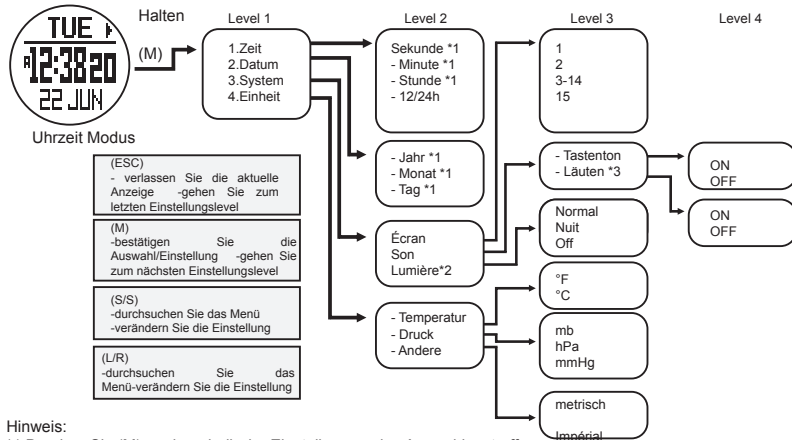 TUE
Halten
Level 1
Level 2
Level 3
Level 4
(M)
12:38 20
22 JUN
Uhrzeit Modus
1.Zeit
2.Datum
3.System
4.Einheit
Sekunde *1
- Minute *1
- Stunde *1
- 12/24h
- Jahr *1
- Monat *1
- Tag *1
Écran
Son
Lumière*2
- Temperatur
- Druck
- Andere
1
2
3-14
15
- Tastenton
- Läuten *3
Normal
Nuit
Off
°F
°C
mb
hPa
mmHg
metrisch
Impérial
ON
OFF
ON
OFF
(ESC)
- verlassen Sie die aktuelle
Anzeige -gehen Sie zum
letzten Einstellungslevel
(M)
-bestätigen Sie die
Auswahl/Einstellung -gehen Sie
zum nächsten Einstellungslevel
(S/S)
-durchsuchen Sie das Menü
-verändern Sie die Einstellung
(L/R)
-durchsuchen Sie das
Menü-verändern Sie die Einstellung
Hinweis: